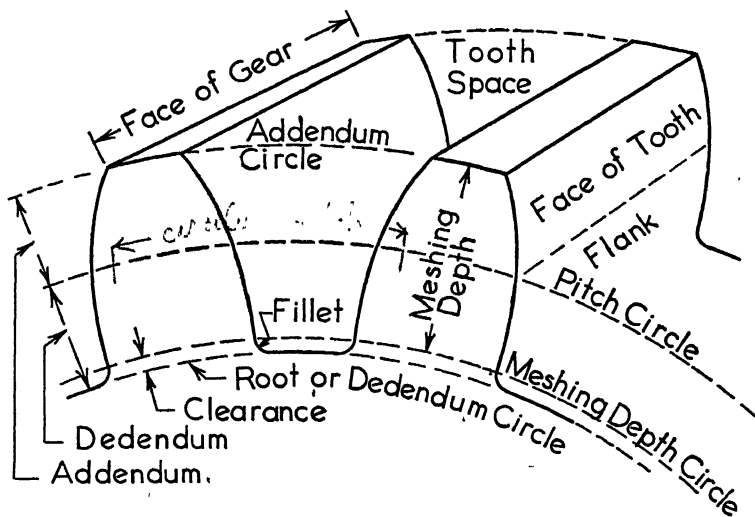 Face of Gear
Tooth
Space
Addendum
Circle
Face of Tooth
Flank
Meshing
Depth
Pitch Circle
Fillet
Meshing Depth Circle
Root or Dedendum Circle
Clearance
Dedendum
Addendum.